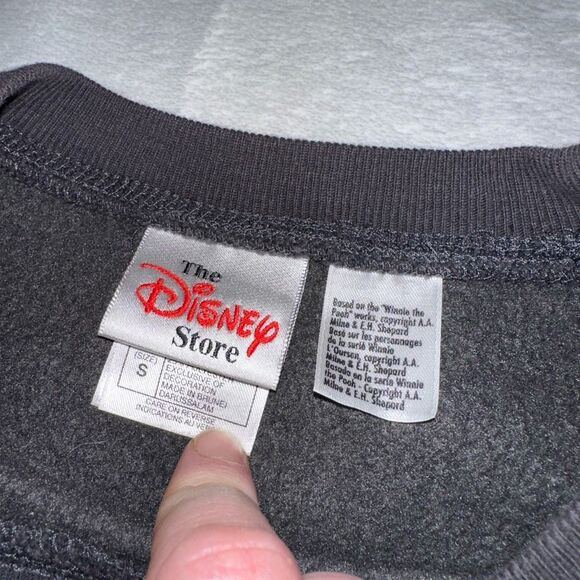 The
Disney
Store
(SIZE)
S
EXCLUSIVE OF
DECORATION
MADE IN BRUNEI
DARUSSALAM
CARE ON REVERSE
INDICATIONS AU
Based on the "Winnie the
Pooh" works, copyright A.A.
Milne & E.H. Shepard
Basé sur les personnages
de la serié Winnie
L'Ourson, copyright A.A.
Milne & E.H. Shepard
Basado en la serie Winnie
the Pooh - Copyright A.A.
Milne & E.H. Shepard